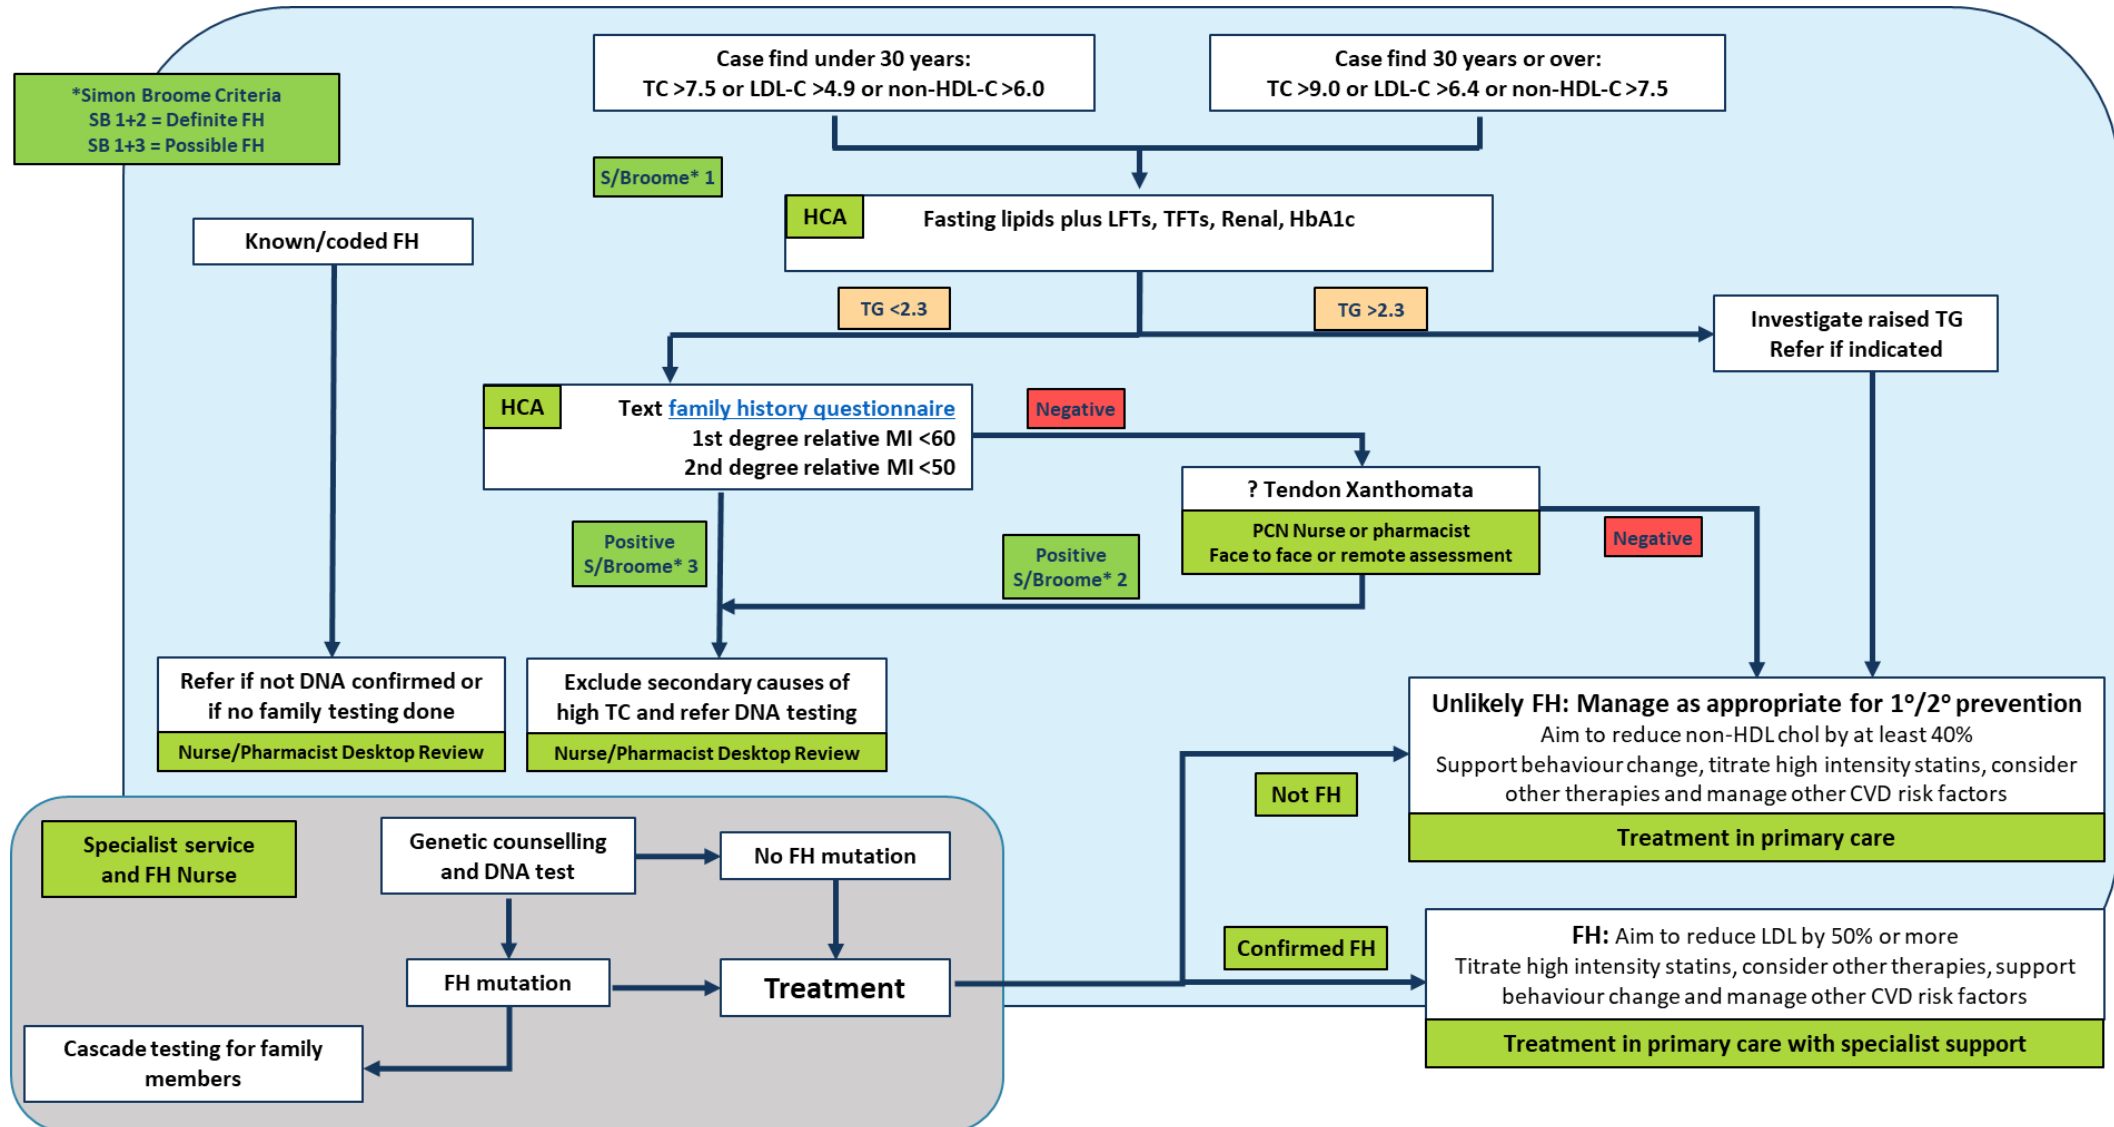 Case find under 30 years:
TC >7.5 or LDL-C >4.9 or non-HDL-C >6.0
Case find 30 years or over:
TC >9.0 or LDL-C >6.4 or non-HDL-C >7.5
*Simon Broome Criteria
SB 1+2 = Definite FH
SB 1+3 = Possible FH
S/Broome* 1
HCA
Fasting lipids plus LFTs, TFTs, Renal, HbA1c
Known/coded FH
TG <2.3
TG >2.3
Investigate raised TG
Refer if indicated
HCA
Text family history questionnaire
1st degree relative MI <60
2nd degree relative MI <50
Negative
? Tendon Xanthomata
PCN Nurse or pharmacist
Face to face or remote assessment
Negative
Positive
S/Broome* 3
Positive
S/Broome* 2
Refer if not DNA confirmed or
if no family testing done
Nurse/Pharmacist Desktop Review
Exclude secondary causes of
high TC and refer DNA testing
Nurse/Pharmacist Desktop Review
Unlikely FH: Manage as appropriate for 1°/2° prevention
Aim to reduce non-HDL chol by at least 40%
Support behaviour change, titrate high intensity statins, consider
other therapies and manage other CVD risk factors
Treatment in primary care
Not FH
Specialist service
and FH Nurse
Genetic counselling
and DNA test
No FH mutation
FH mutation
Treatment
Cascade testing for family
members
Confirmed FH
FH: Aim to reduce LDL by 50% or more
Titrate high intensity statins, consider other therapies, support
behaviour change and manage other CVD risk factors
Treatment in primary care with specialist support